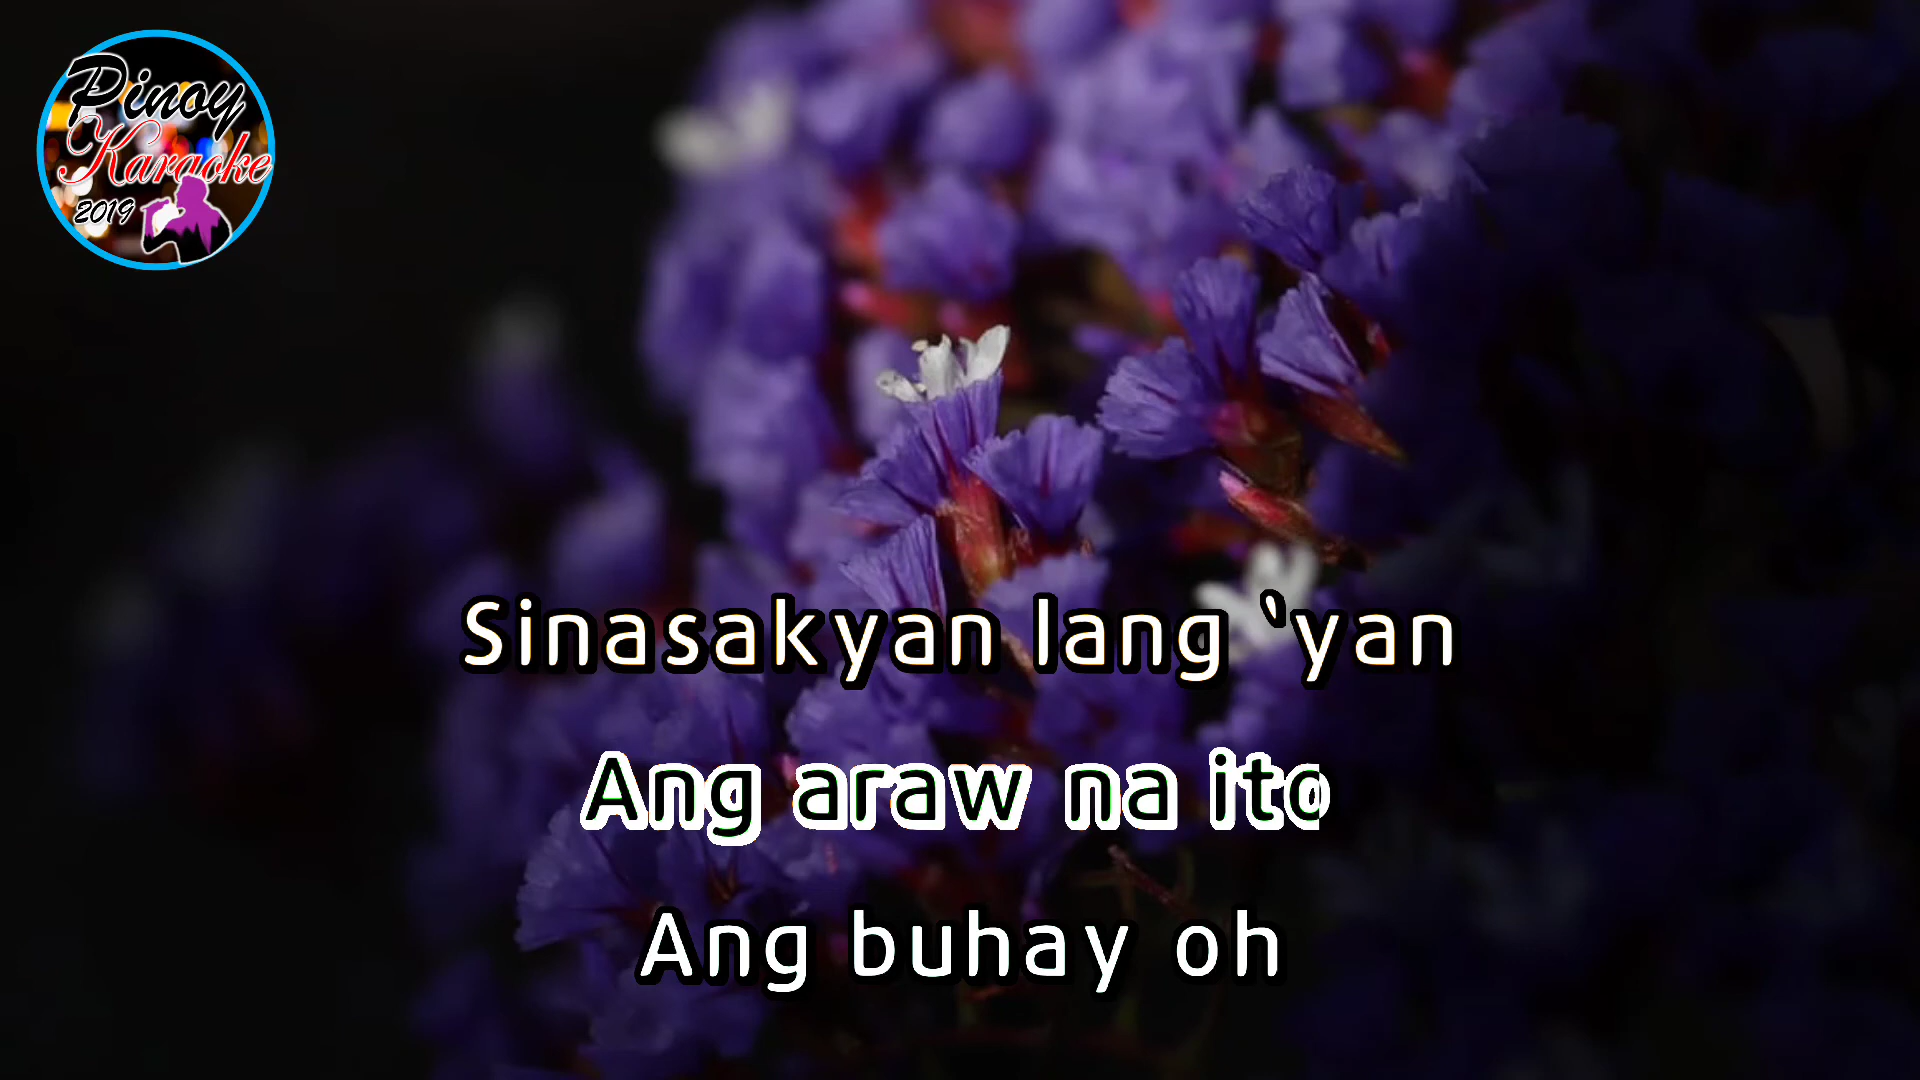 Pinoy
Karaoke
2019
Sinasakyan lang ‘yan
Ang araw na ito
Ang buhay oh